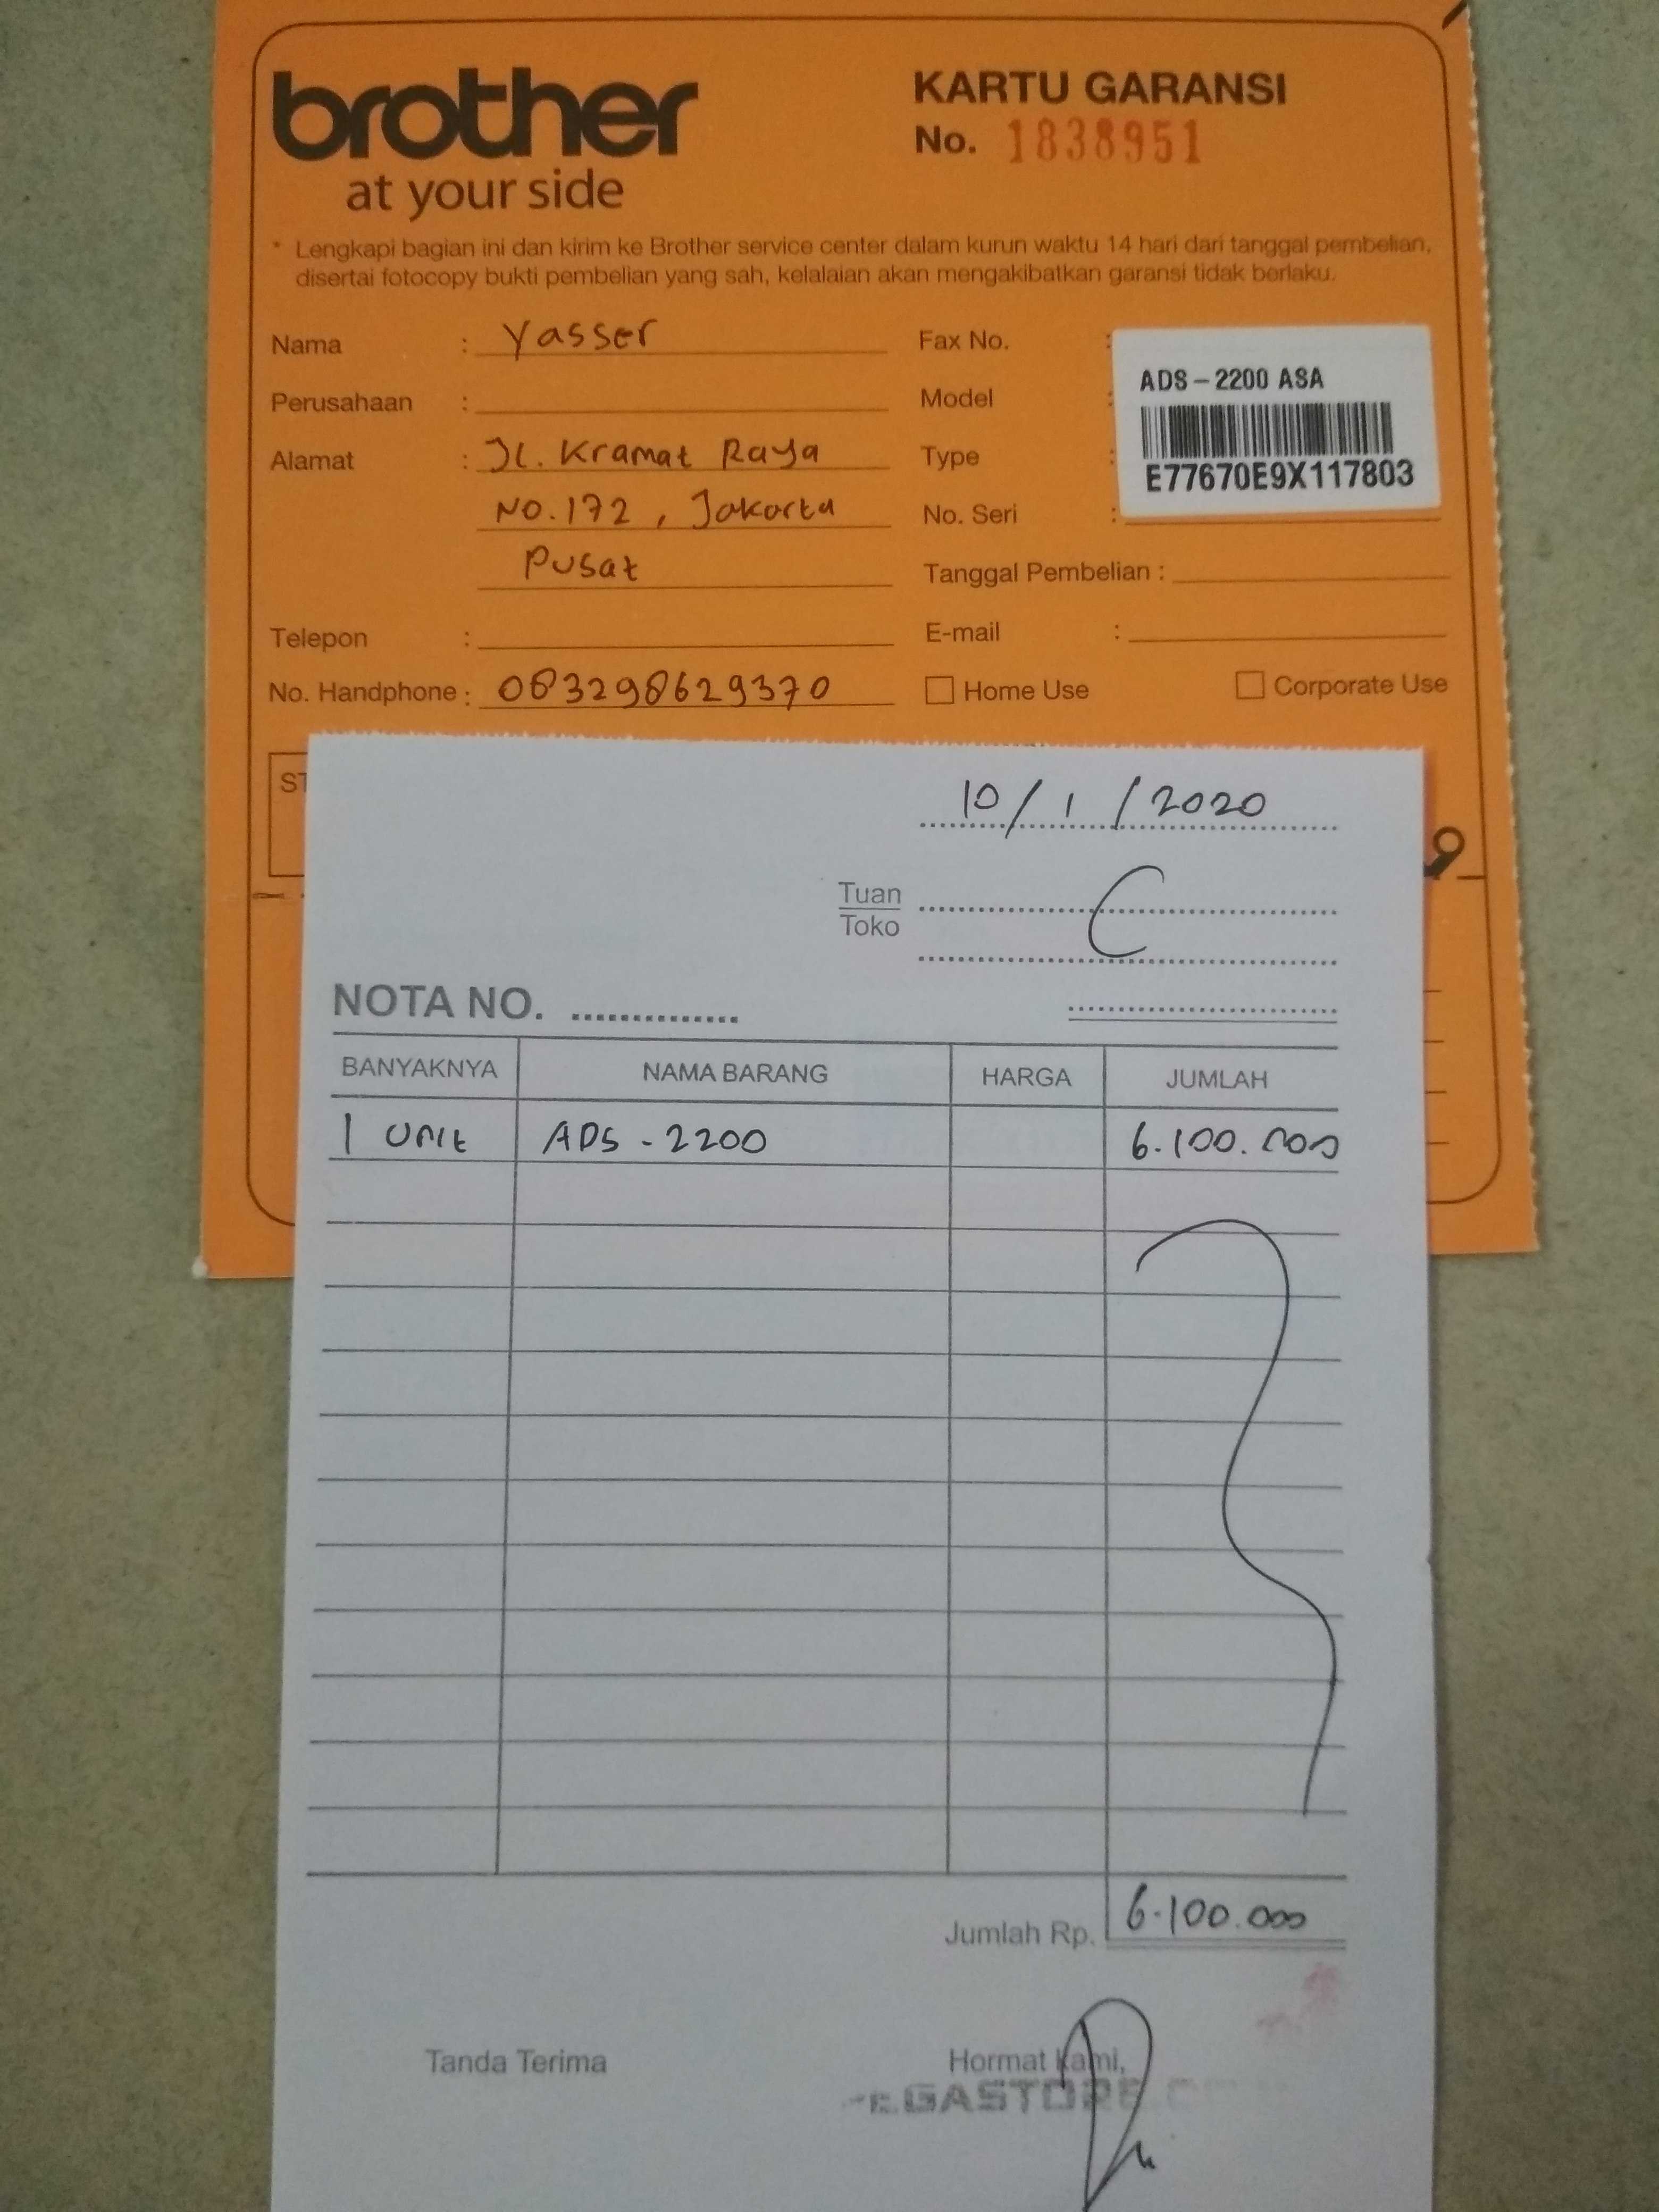 brother
at your side
KARTU GARANSI
No. 1838951
* Lengkapi bagian ini dan kirim ke Brother service center dalam kurun waktu 14 hari dari tanggal pembelian,
disertai fotocopy bukti pembelian yang sah, kelalaian akan mengakibatkan garansi tidak berlaku.
Nama : Yasser
Perusahaan :
Alamat : Jl. Kramat Raya
No.172 , Jakarta
Pusat
Telepon :
No. Handphone : 083298629370
Fax No. :
Model :
Type :
No. Seri :
ADS - 2200 ASA
E77670E9X117803
Tanggal Pembelian :
E-mail :
Home Use Corporate Use
ST
10/1/2020
Tuan
Toko
C
NOTA NO.
BANYAKNYA NAMA BARANG HARGA JUMLAH
1 Unit ADS - 2200 6.100.000
Jumlah Rp. 6.100.000
Tanda Terima Hormat Kami,
GASTORE